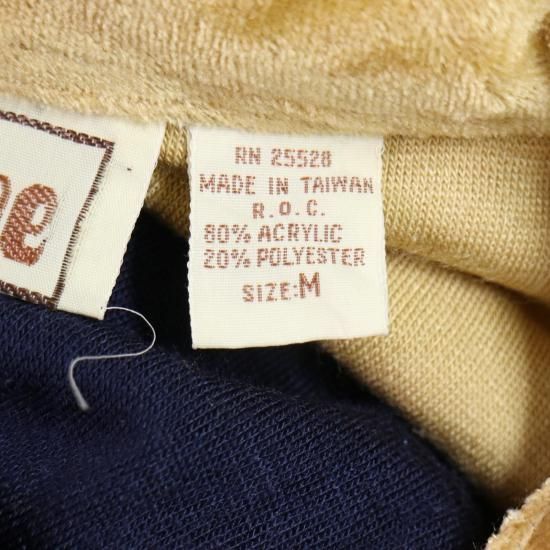 RN 25528
MADE IN TAIWAN
R.O.C.
80% ACRYLIC
20% POLYESTER
SIZE:M